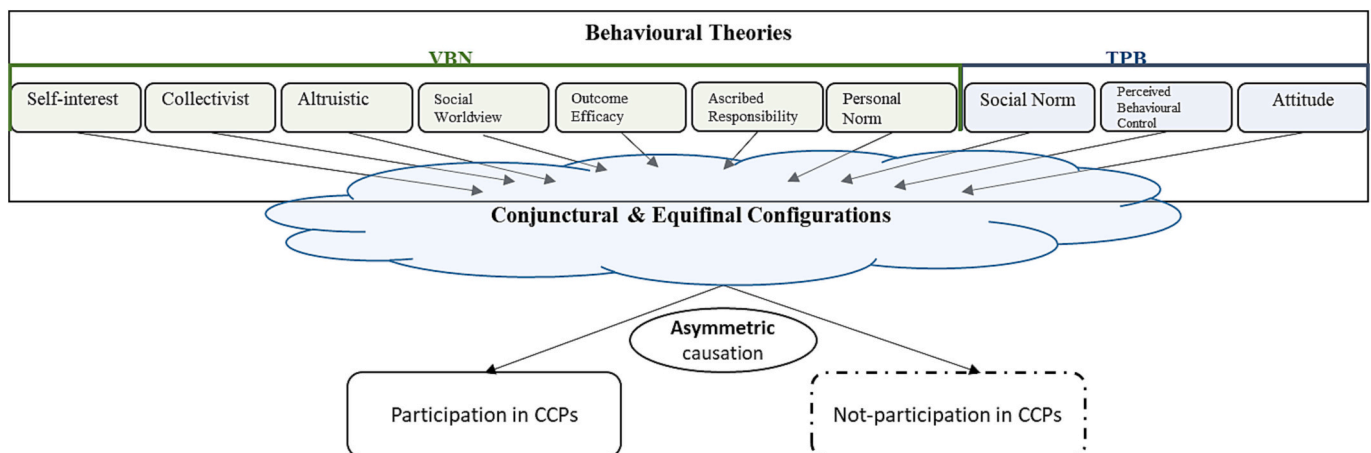 Behavioural Theories
VBN
TPB
Self-interest
Collectivist
Altruistic
Social
Worldview
Outcome
Efficacy
Ascribed
Responsibility
Personal
Norm
Social Norm
Perceived
Behavioural
Control
Attitude
Conjunctural & Equifinal Configurations
Asymmetric
causation
Participation in CCPs
Not-participation in CCPs